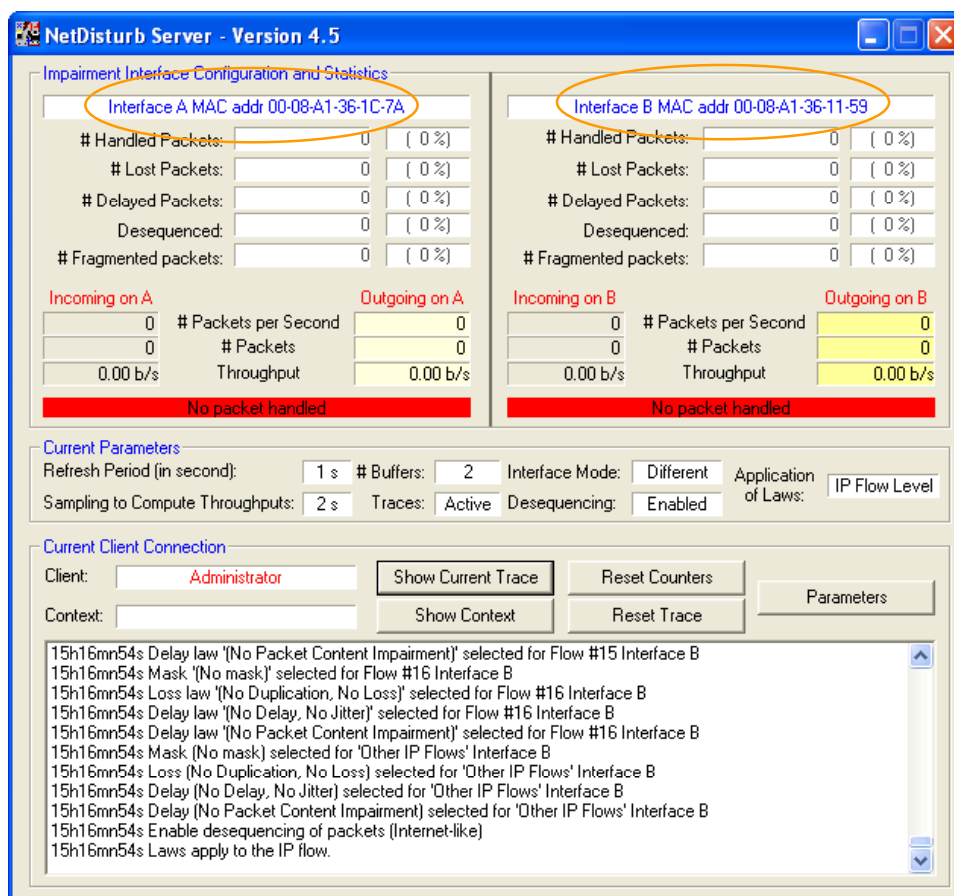 NetDisturb Server - Version 4.5
Impairment Interface Configuration and Statistics
Interface A MAC addr 00-08-A1-36-1C-7A
# Handled Packets: 0 ( 0 %)
# Lost Packets: 0 ( 0 %)
# Delayed Packets: 0 ( 0 %)
Desequenced: 0 ( 0 %)
# Fragmented packets: 0 ( 0 %)
Incoming on A Outgoing on A
0 # Packets per Second 0
0 # Packets 0
0.00 b/s Throughput 0.00 b/s
No packet handled
Interface B MAC addr 00-08-A1-36-11-59
# Handled Packets: 0 ( 0 %)
# Lost Packets: 0 ( 0 %)
# Delayed Packets: 0 ( 0 %)
Desequenced: 0 ( 0 %)
# Fragmented packets: 0 ( 0 %)
Incoming on B Outgoing on B
0 # Packets per Second 0
0 # Packets 0
0.00 b/s Throughput 0.00 b/s
No packet handled
Current Parameters
Refresh Period (in second): 1 s # Buffers: 2 Interface Mode: Different
Sampling to Compute Throughputs: 2 s Traces: Active Desequencing: Enabled
Application
of Laws: IP Flow Level
Current Client Connection
Client: Administrator Show Current Trace Reset Counters
Parameters
Context: Show Context Reset Trace
15h16mn54s Delay law '(No Packet Content Impairment)' selected for Flow #15 Interface B
15h16mn54s Mask '(No mask)' selected for Flow #16 Interface B
15h16mn54s Loss law '(No Duplication, No Loss)' selected for Flow #16 Interface B
15h16mn54s Delay law '(No Delay, No Jitter)' selected for Flow #16 Interface B
15h16mn54s Delay law '(No Packet Content Impairment)' selected for Flow #16 Interface B
15h16mn54s Mask (No mask) selected for 'Other IP Flows' Interface B
15h16mn54s Loss (No Duplication, No Loss) selected for 'Other IP Flows' Interface B
15h16mn54s Delay (No Delay, No Jitter) selected for 'Other IP Flows' Interface B
15h16mn54s Delay (No Packet Content Impairment) selected for 'Other IP Flows' Interface B
15h16mn54s Enable desequencing of packets (Internet-like)
15h16mn54s Laws apply to the IP flow.